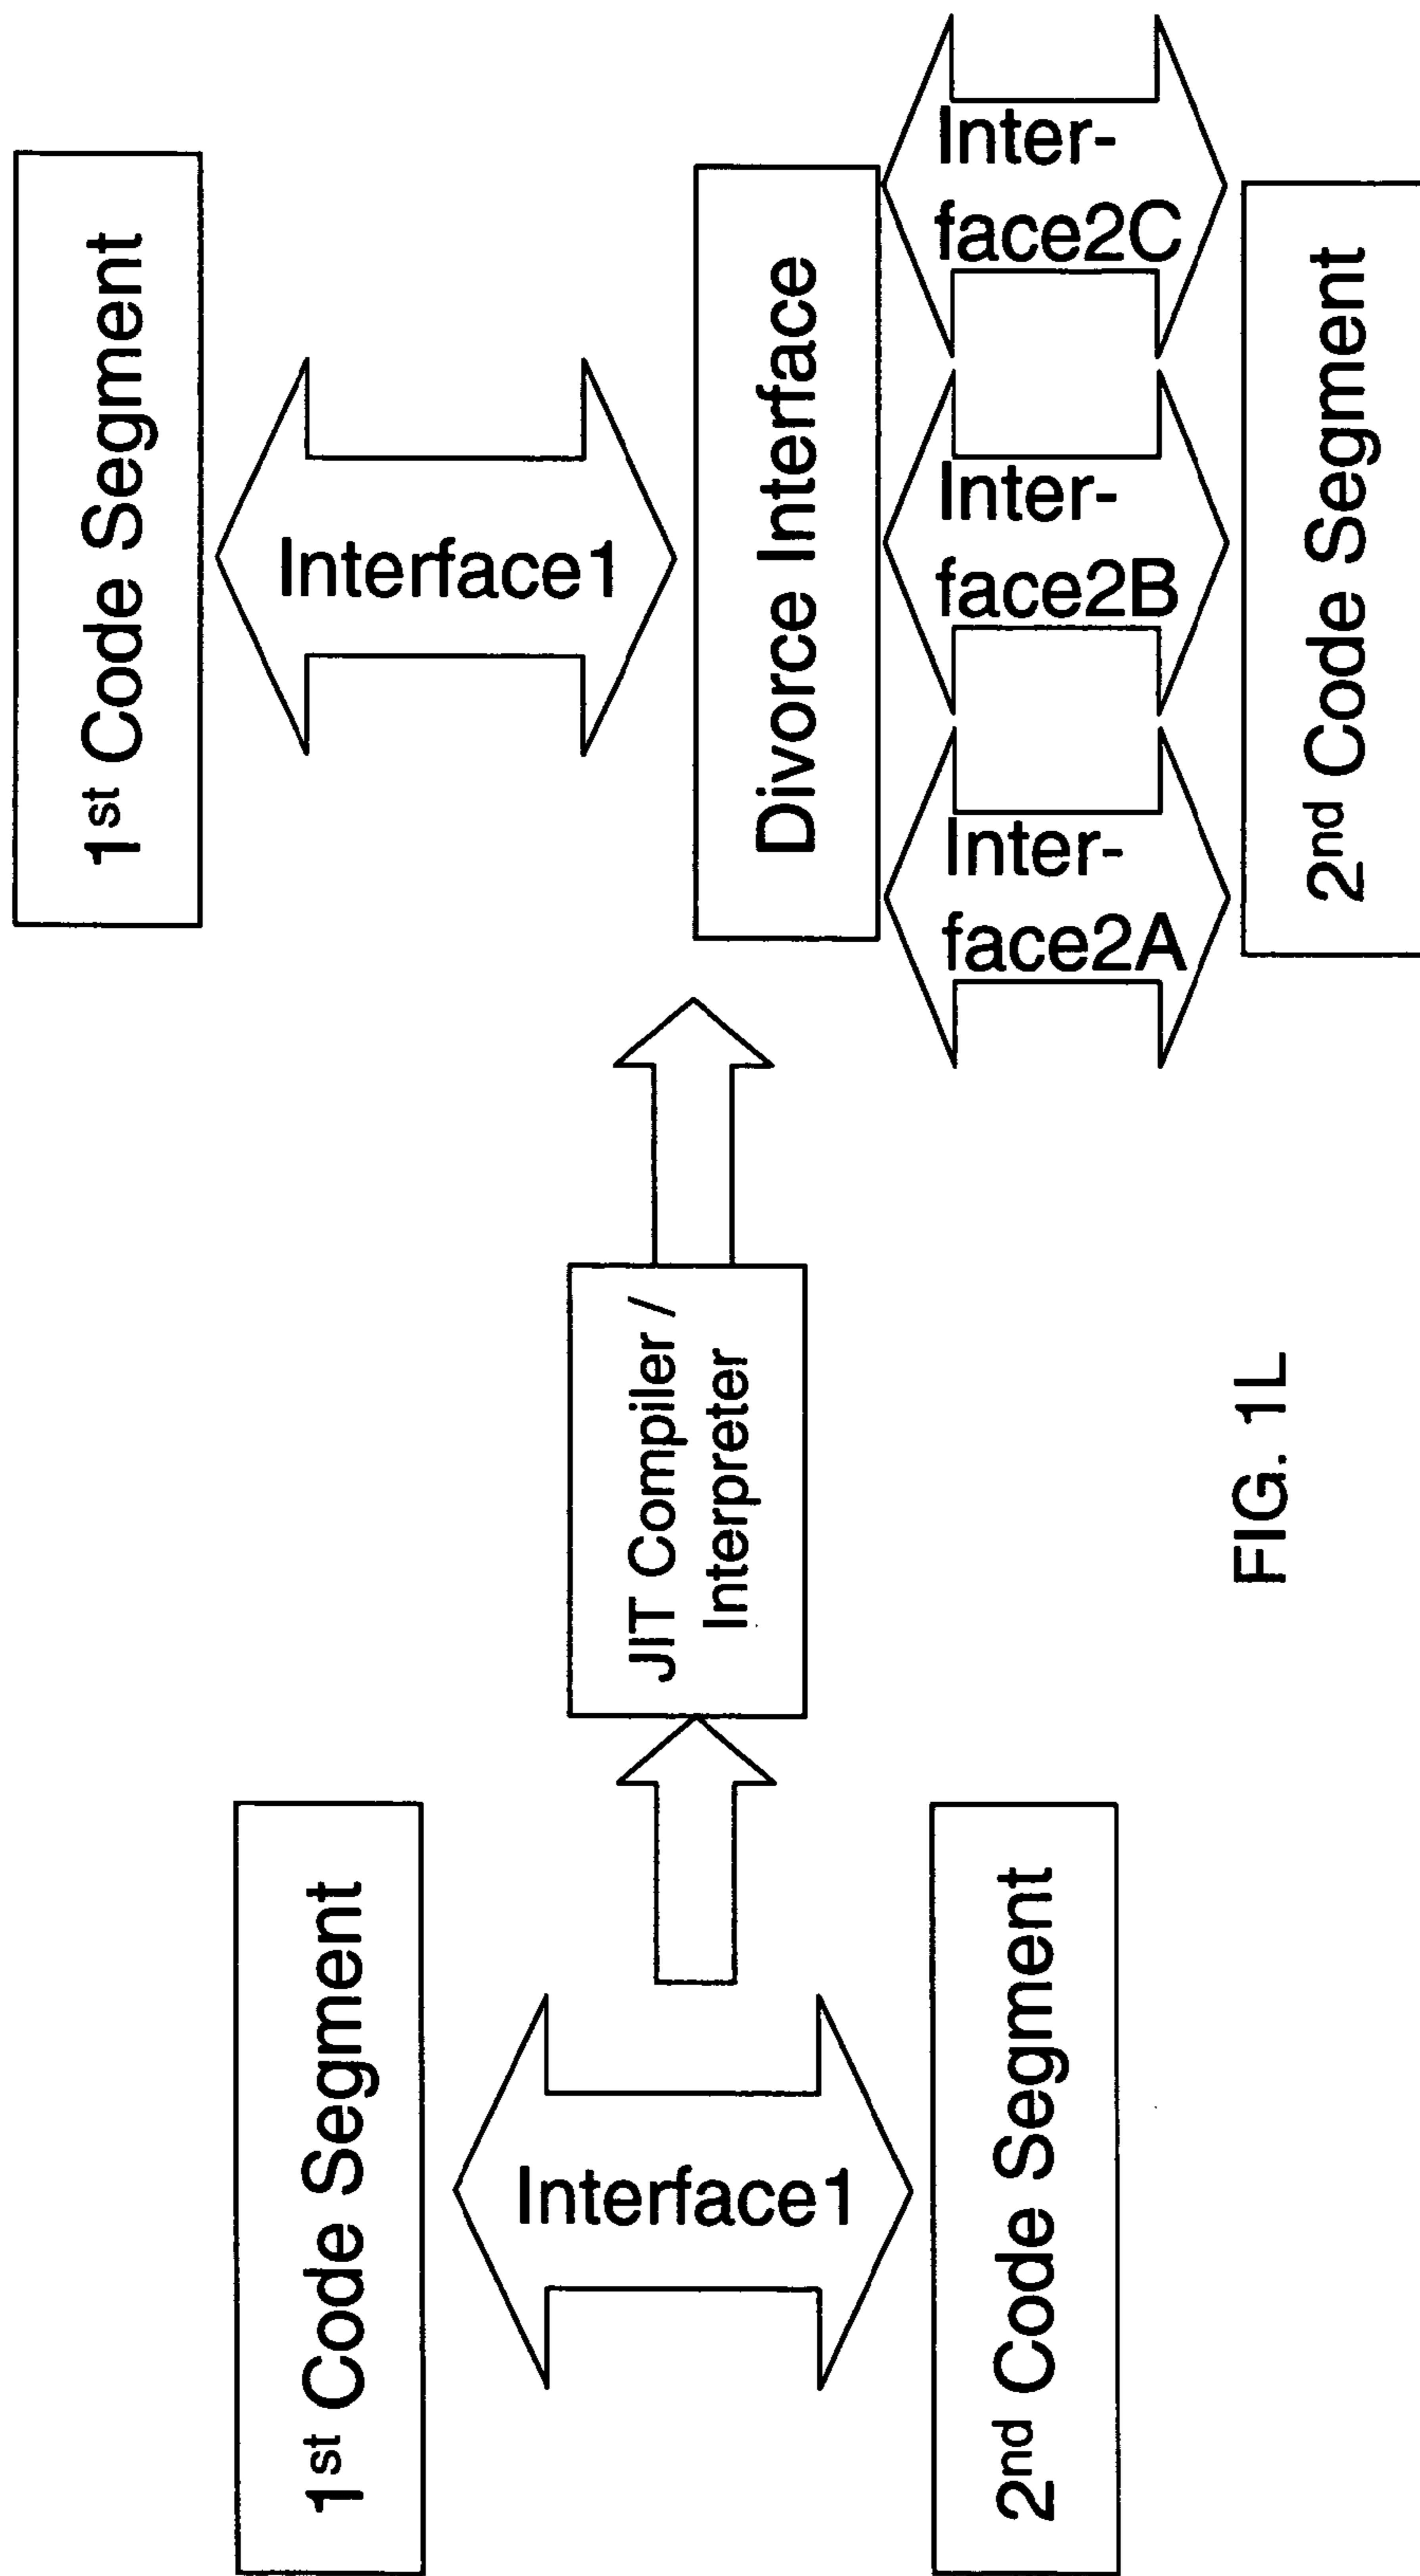 1st Code Segment
Interface1
2nd Code Segment
JIT Compiler /
Interpreter
1st Code Segment
Interface1
Divorce Interface
Inter-
face2A
Inter-
face2B
Inter-
face2C
2nd Code Segment
FIG. 1L